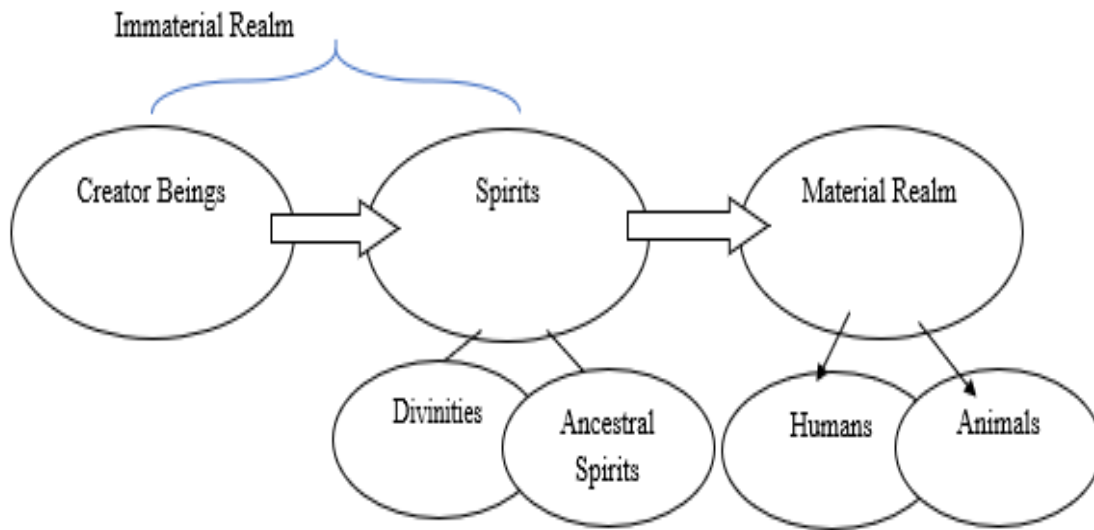 Immaterial Realm
Creator Beings
Spirits
Material Realm
Divinities
Ancestral
Spirits
Humans
Animals